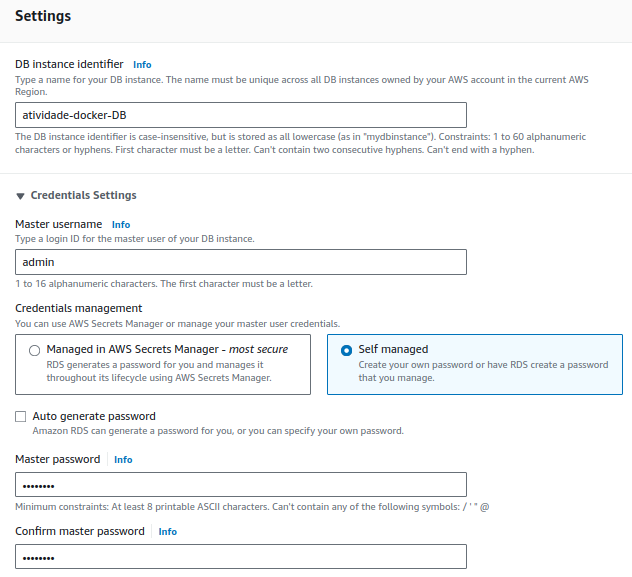 Settings
DB instance identifier Info
Type a name for your DB instance. The name must be unique across all DB instances owned by your AWS account in the current AWS
Region.
atividade-docker-DB
The DB instance identifier is case-insensitive, but is stored as all lowercase (as in "mydbinstance"). Constraints: 1 to 60 alphanumeric
characters or hyphens. First character must be a letter. Can't contain two consecutive hyphens. Can't end with a hyphen.
Credentials Settings
Master username Info
Type a login ID for the master user of your DB instance.
admin
1 to 16 alphanumeric characters. The first character must be a letter.
Credentials management
You can use AWS Secrets Manager or manage your master user credentials.
Managed in AWS Secrets Manager - most secure
RDS generates a password for you and manages it
throughout its lifecycle using AWS Secrets Manager.
Self managed
Create your own password or have RDS create a password
that you manage.
Auto generate password
Amazon RDS can generate a password for you, or you can specify your own password.
Master password Info
••••••••
Minimum constraints: At least 8 printable ASCII characters. Can't contain any of the following symbols: / ' " @
Confirm master password Info
••••••••